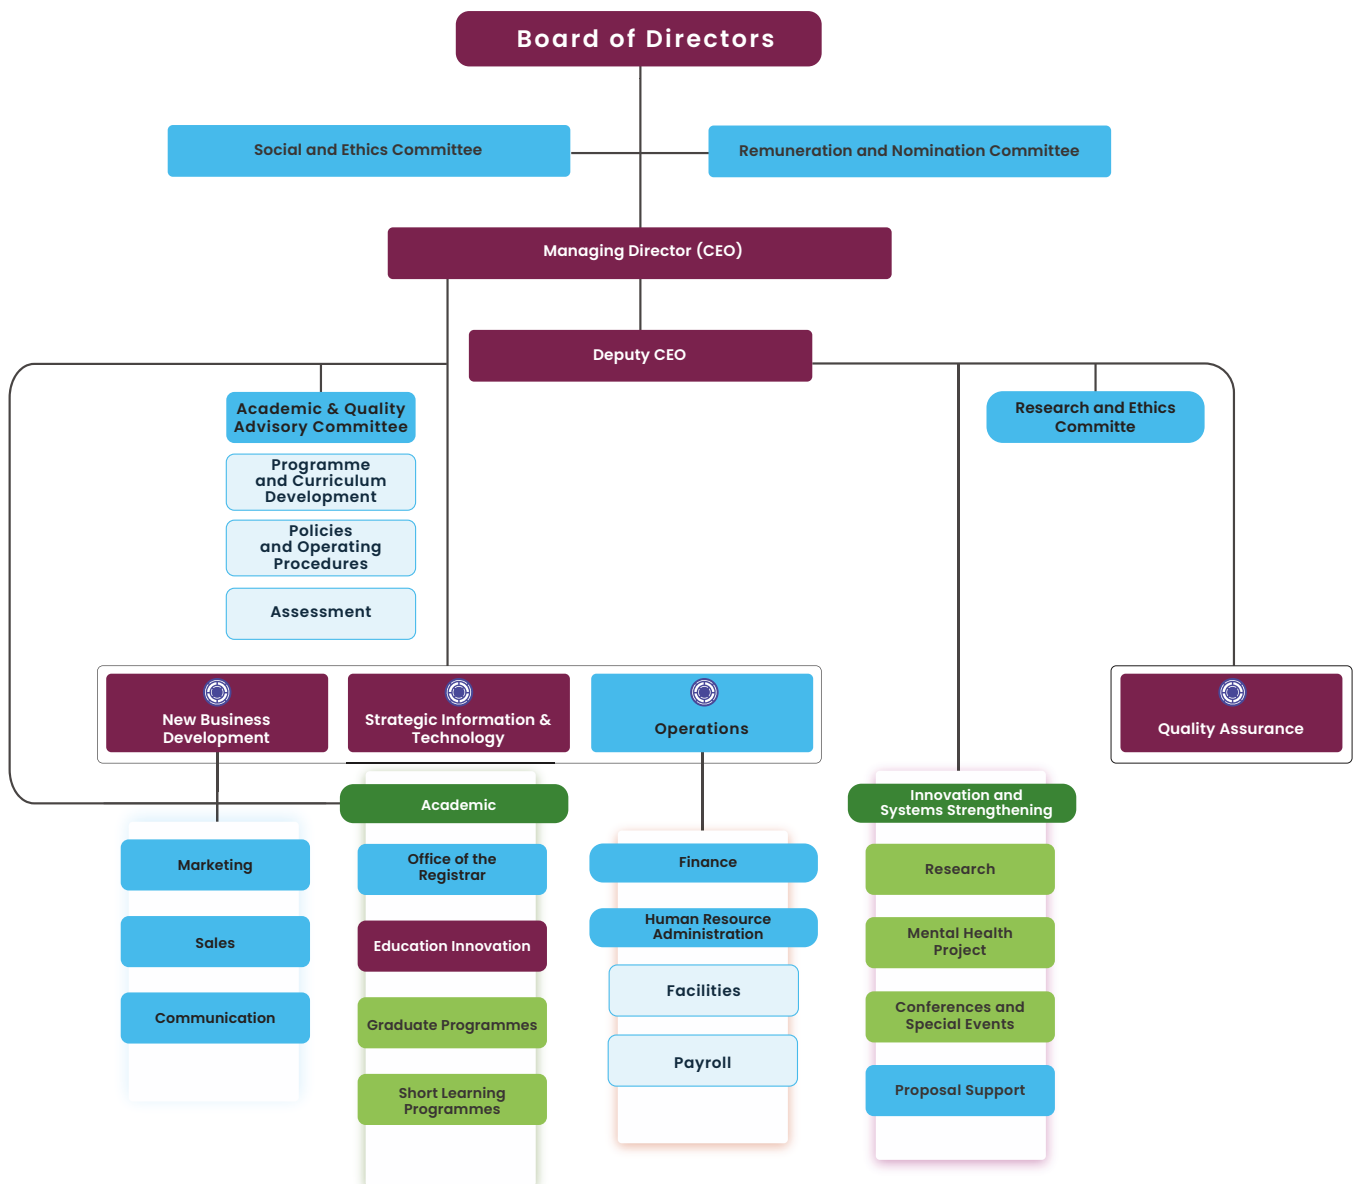 Board of Directors
Social and Ethics Committee
Remuneration and Nomination Committee
Managing Director (CEO)
Deputy CEO
Academic & Quality
Advisory Committee
Programme
and Curriculum
Development
Policies
and Operating
Procedures
Assessment
Research and Ethics
Committe
New Business
Development
Strategic Information &
Technology
Operations
Quality Assurance
Academic
Innovation and
Systems Strengthening
Marketing
Sales
Communication
Office of the
Registrar
Education Innovation
Graduate Programmes
Short Learning
Programmes
Finance
Human Resource
Administration
Facilities
Payroll
Research
Mental Health
Project
Conferences and
Special Events
Proposal Support